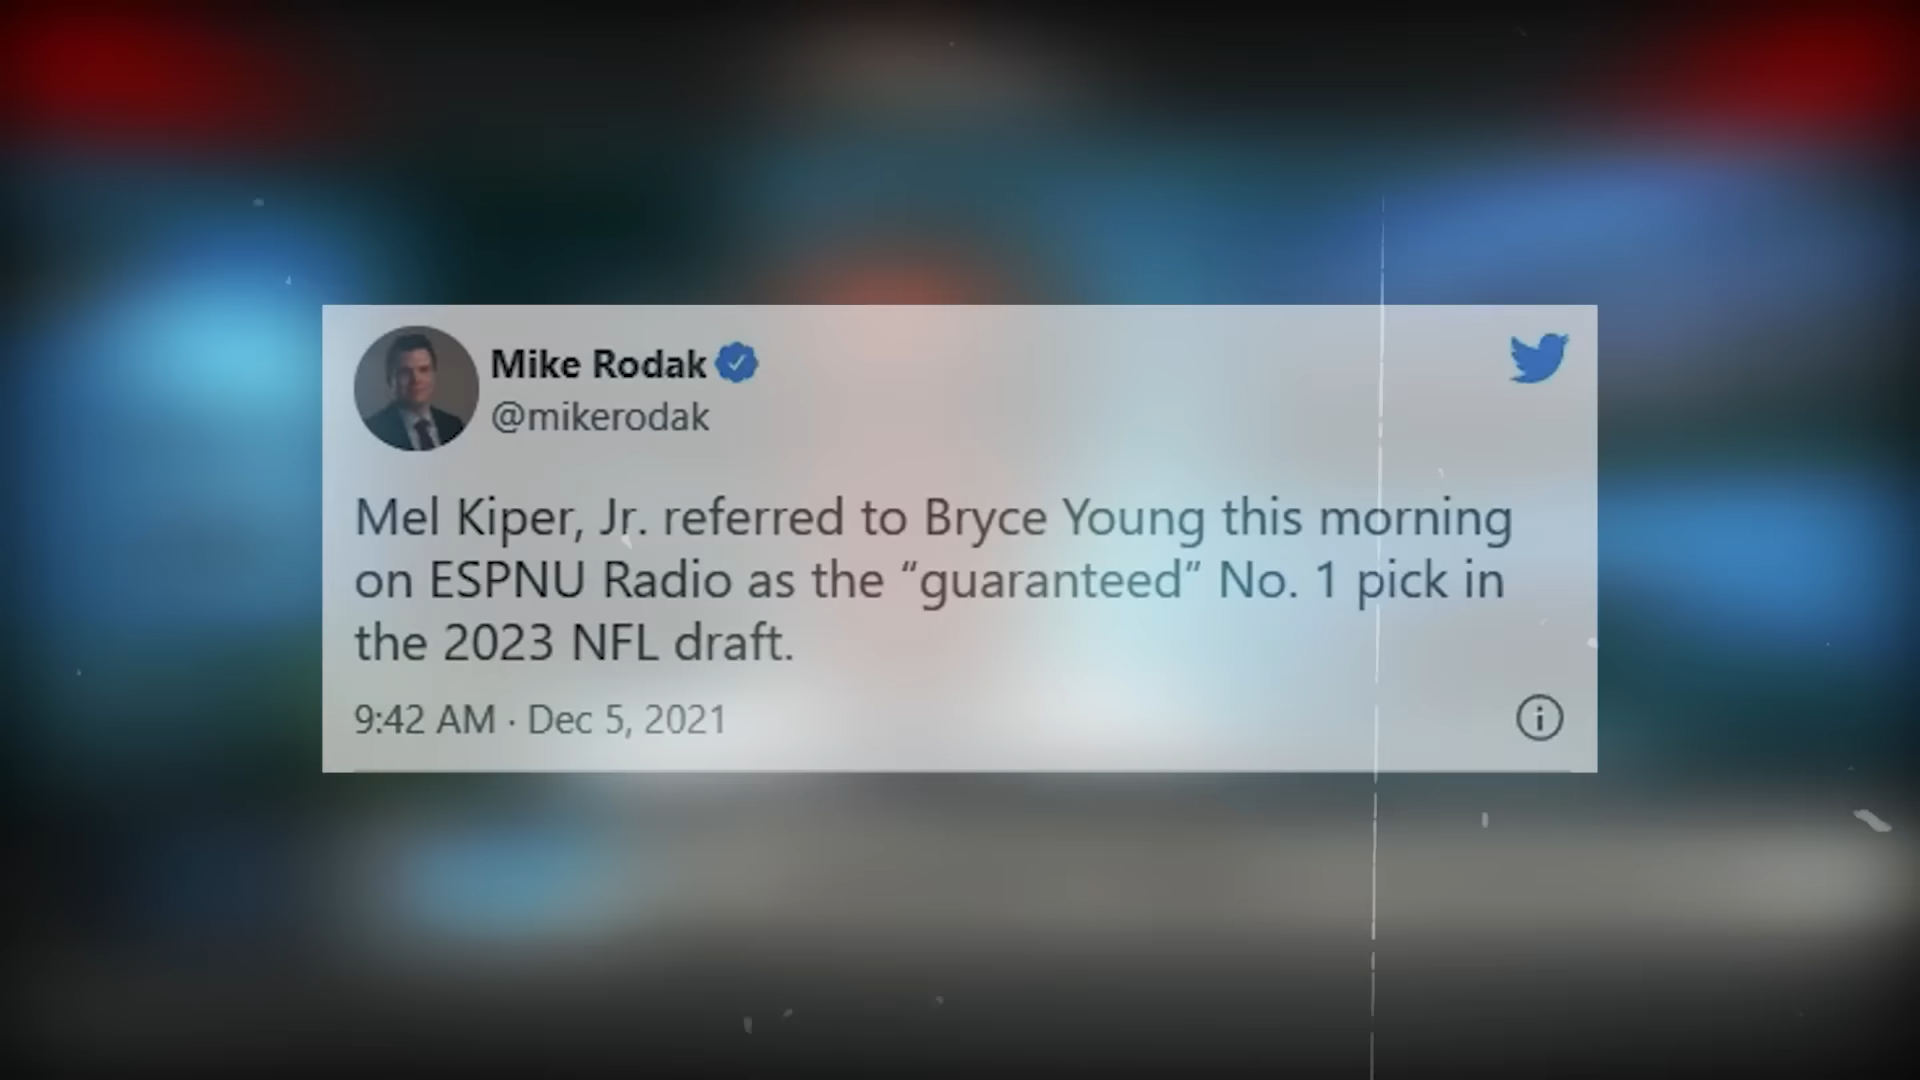 Mike Rodak
@mikerodak
Mel Kiper, Jr. referred to Bryce Young this morning
on ESPNU Radio as the “guaranteed” No. 1 pick in
the 2023 NFL draft.
9:42 AM · Dec 5, 2021